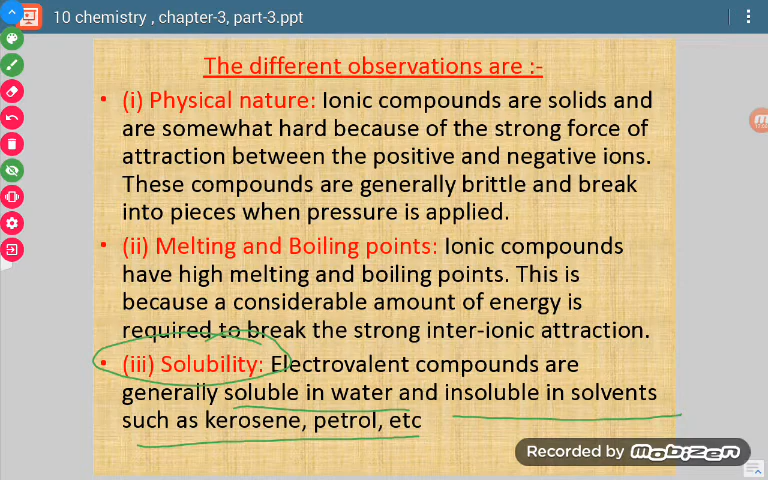 10 chemistry , chapter-3, part-3.ppt
The different observations are :-
• (i) Physical nature: Ionic compounds are solids and
are somewhat hard because of the strong force of
attraction between the positive and negative ions.
These compounds are generally brittle and break
into pieces when pressure is applied.
• (ii) Melting and Boiling points: Ionic compounds
have high melting and boiling points. This is
because a considerable amount of energy is
required to break the strong inter-ionic attraction.
• (iii) Solubility: Electrovalent compounds are
generally soluble in water and insoluble in solvents
such as kerosene, petrol, etc
Recorded by mobizen